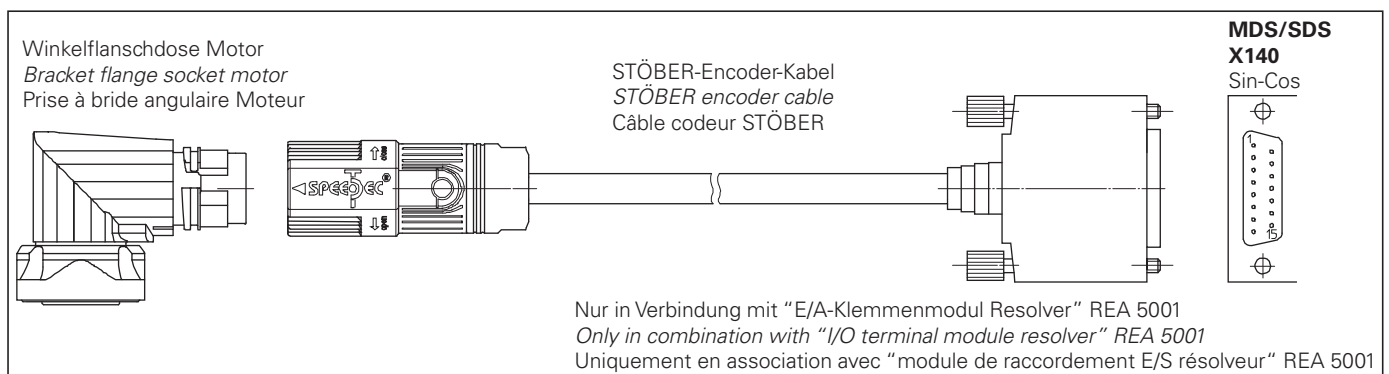 Winkelflanschdose Motor
Bracket flange socket motor
Prise à bride angulaire Moteur
STÖBER-Encoder-Kabel
STÖBER encoder cable
Câble codeur STÖBER
MDS/SDS
X140
Sin-Cos
close
SPEEDTEC®
open
1
15
Nur in Verbindung mit “E/A-Klemmenmodul Resolver” REA 5001
Only in combination with “I/O terminal module resolver” REA 5001
Uniquement en association avec “module de raccordement E/S résolveur“ REA 5001